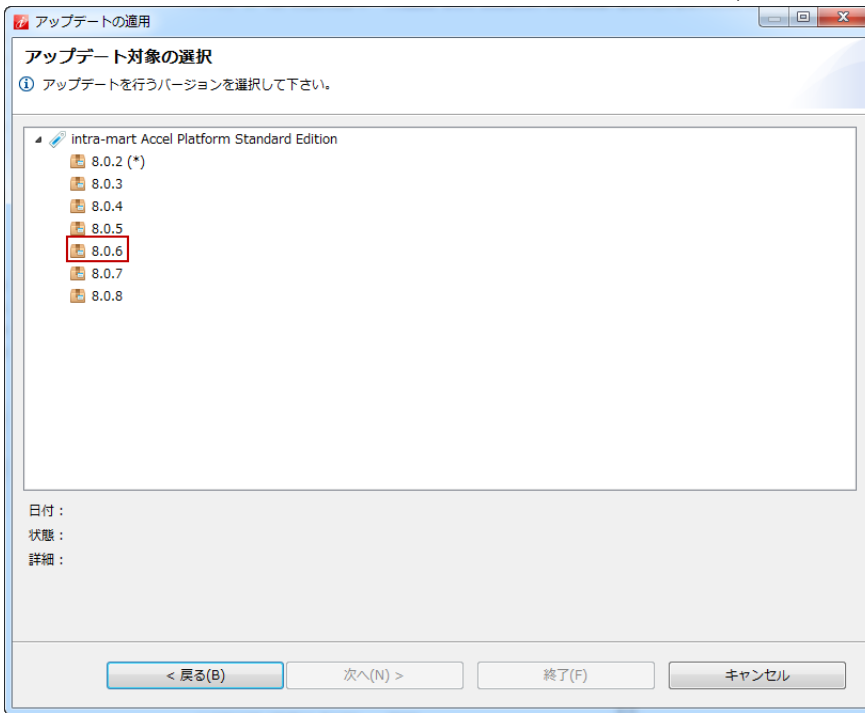 アップデートの適用
アップデート対象の選択
アップデートを行うバージョンを選択して下さい。
intra-mart Accel Platform Standard Edition
8.0.2 (*)
8.0.3
8.0.4
8.0.5
8.0.6
8.0.7
8.0.8
日付：
状態：
詳細：
< 戻る(B) 次へ(N) > 終了(F) キャンセル